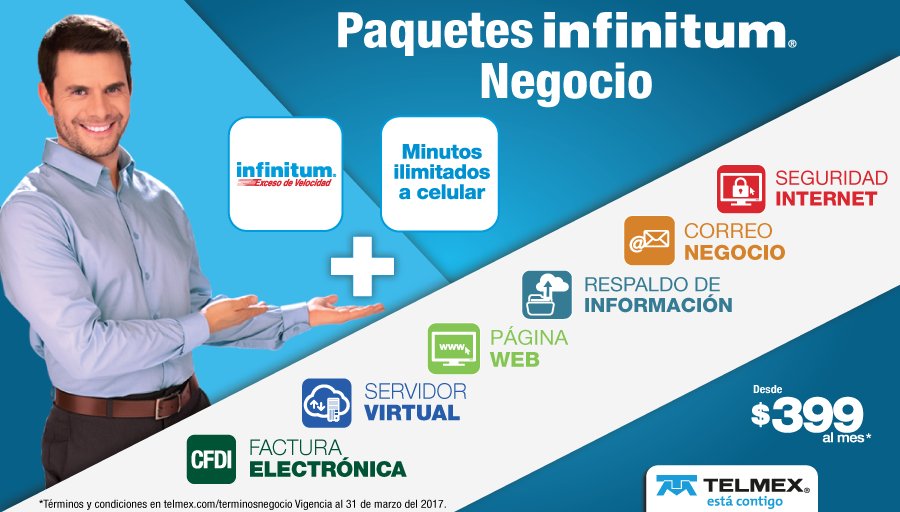 Paquetes infinitum®
Negocio
infinitum®
Exceso de Velocidad
Minutos
ilimitados
a celular
SEGURIDAD
INTERNET
@
CORREO
NEGOCIO
RESPALDO DE
INFORMACIÓN
www.
PÁGINA
WEB
SERVIDOR
VIRTUAL
CFDI
FACTURA
ELECTRÓNICA
Desde
$399
al mes*
TELMEX®
está contigo
*Términos y condiciones en telmex.com/terminosnegocio Vigencia al 31 de marzo del 2017.